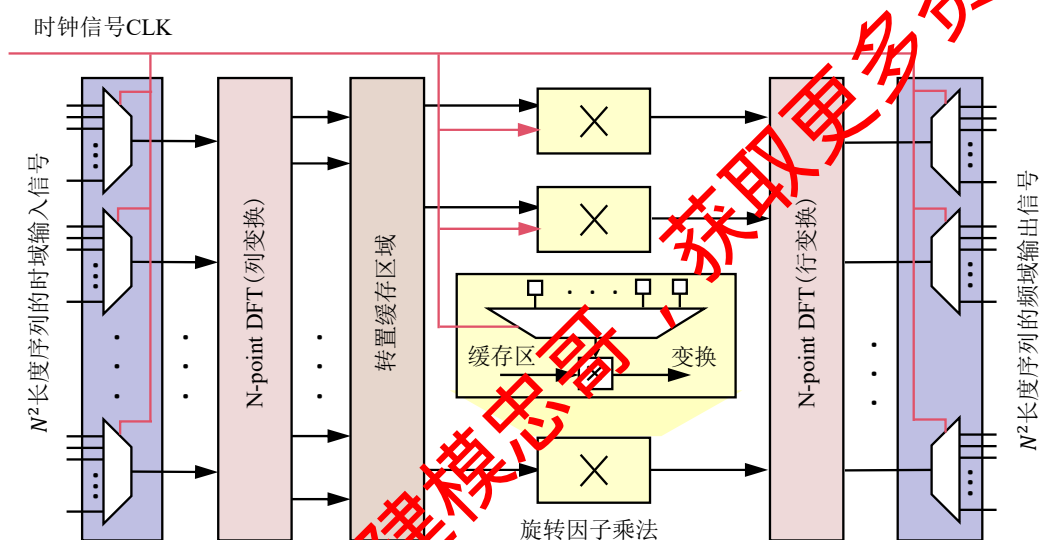 时钟信号CLK
N²长度序列的时域输入信号
N-point DFT (列变换)
转置缓存区域
缓存区
变换
旋转因子乘法
N-point DFT (行变换)
N²长度序列的频域输出信号
建模忠哥,获取更多